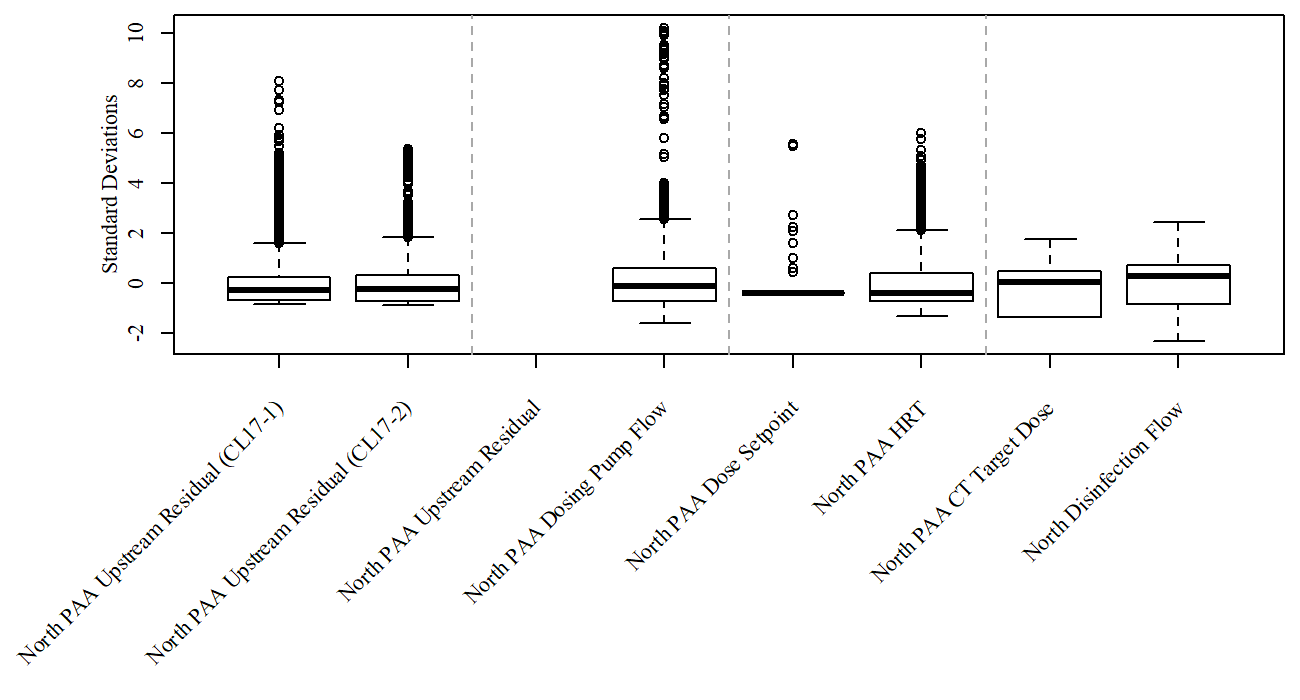 Standard Deviations
10
8
6
4
2
0
-2
North PAA Upstream Residual (CL17-1)
North PAA Upstream Residual (CL17-2)
North PAA Upstream Residual
North PAA Dosing Pump Flow
North PAA Dose Setpoint
North PAA HRT
North PAA CT Target Dose
North Disinfection Flow